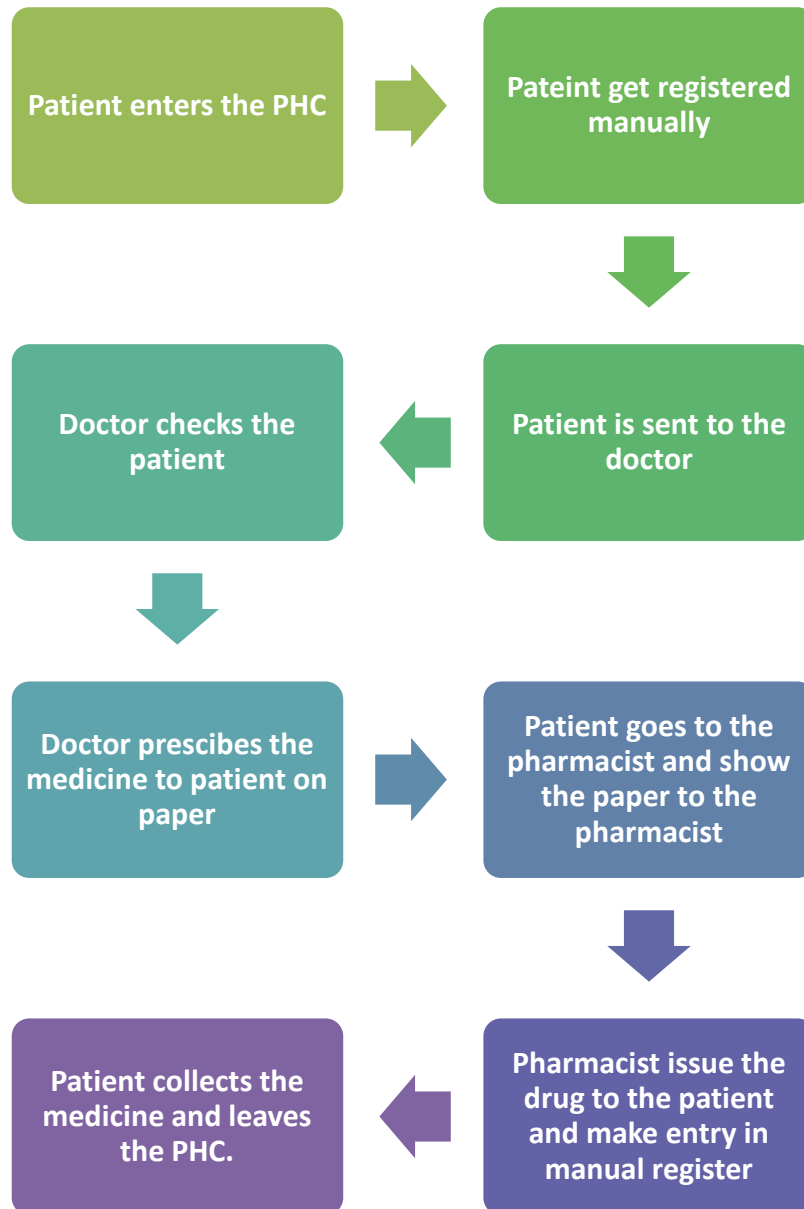 Patient enters the PHC
Pateint get registered
manually
Patient is sent to the
doctor
Doctor checks the
patient
Doctor prescibes the
medicine to patient on
paper
Patient goes to the
pharmacist and show
the paper to the
pharmacist
Pharmacist issue the
drug to the patient
and make entry in
manual register
Patient collects the
medicine and leaves
the PHC.